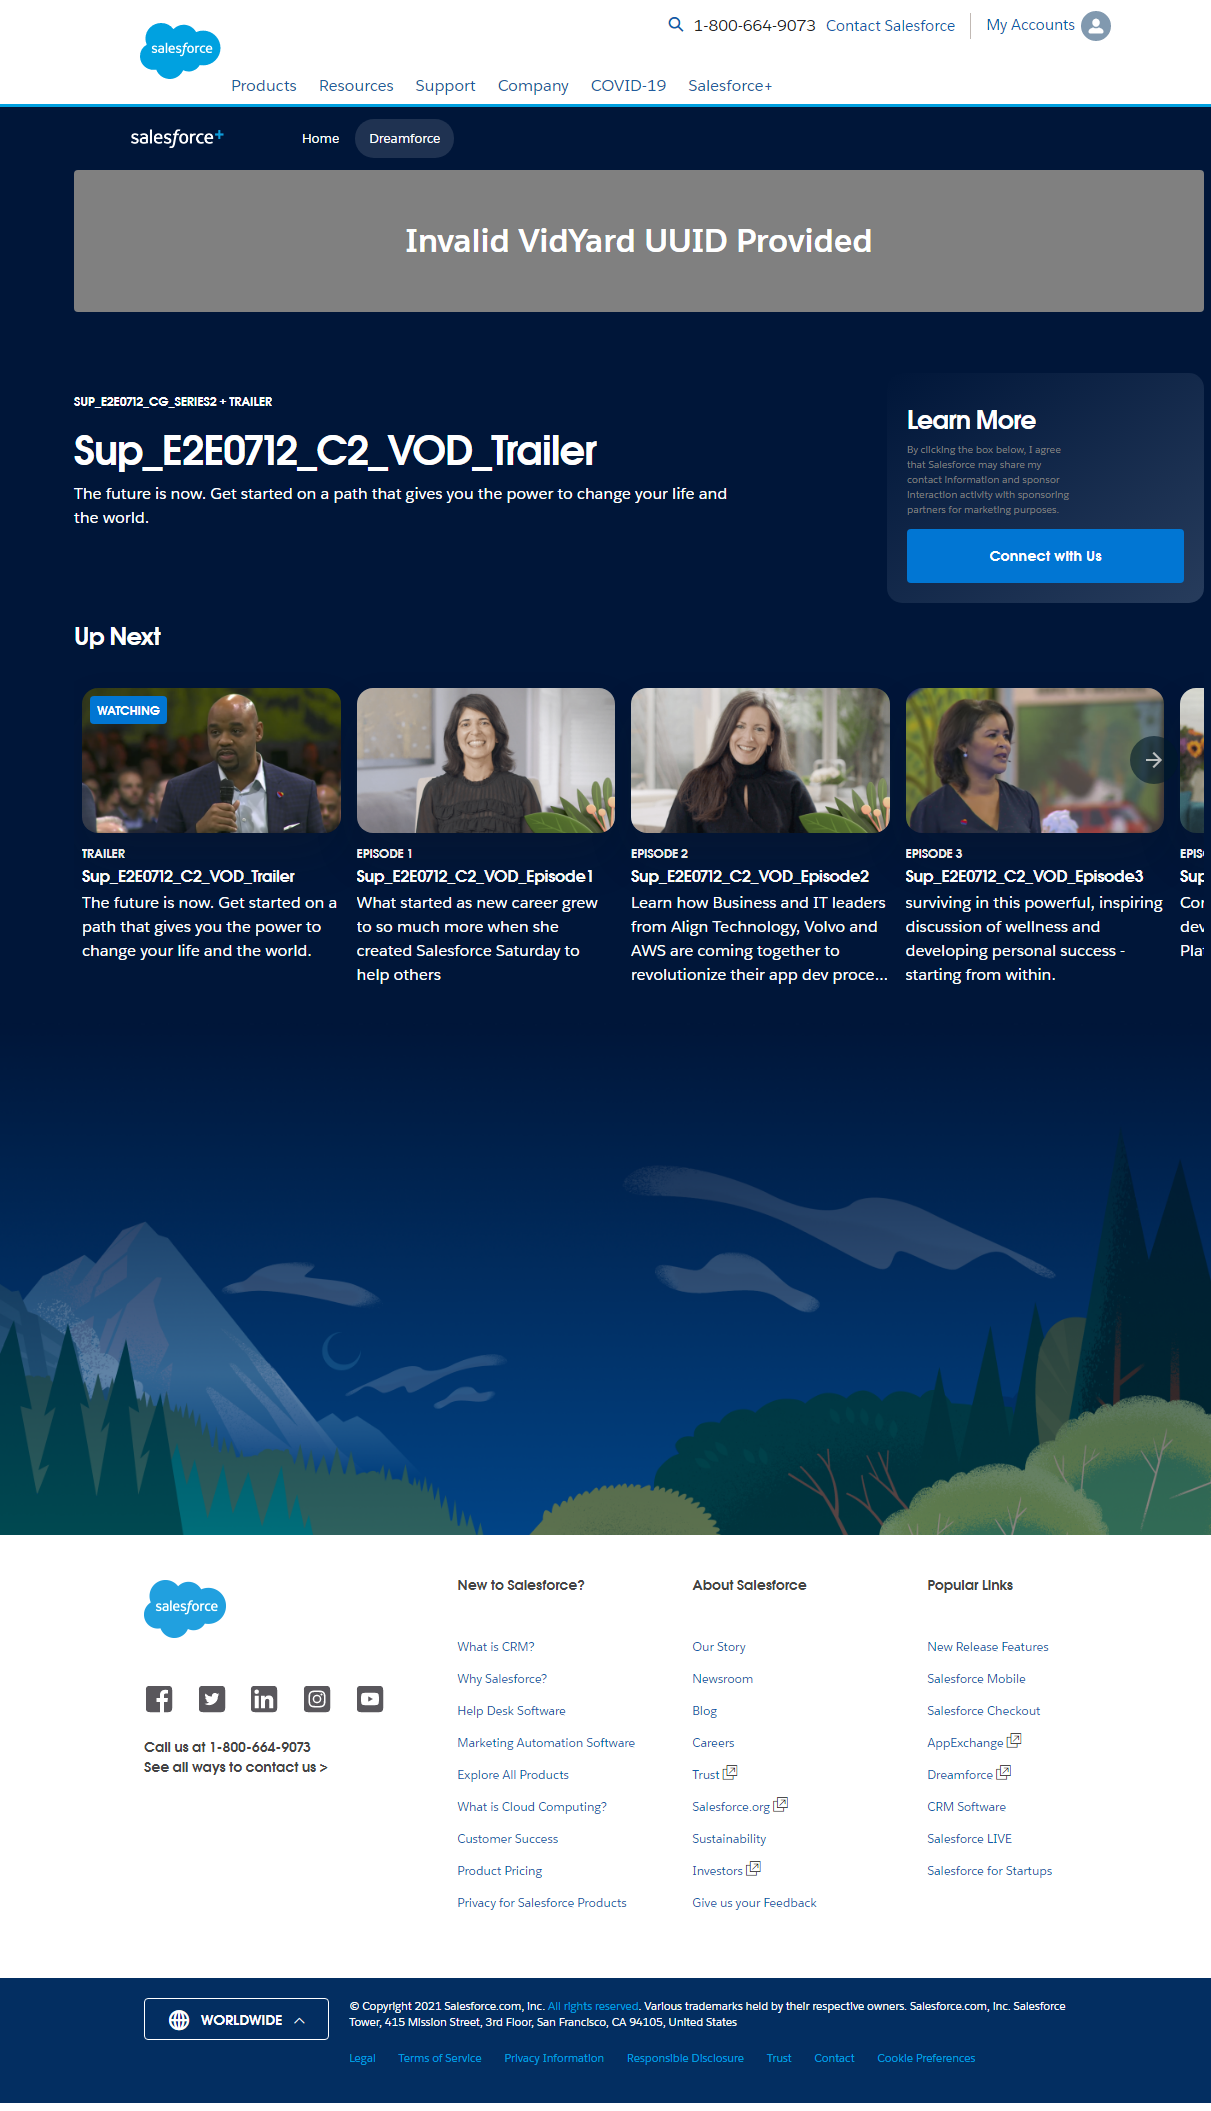 1-800-664-9073 Contact Salesforce My Accounts
salesforce
Products Resources Support Company COVID-19 Salesforce+
salesforce+ Home Dreamforce
Invalid VidYard UUID Provided
SUP_E2E0712_CG_SERIES2 + TRAILER
Sup_E2E0712_C2_VOD_Trailer
The future is now. Get started on a path that gives you the power to change your life and
the world.
Learn More
By clicking the box below, I agree
that Salesforce may share my
contact information and sponsor
interaction activity with sponsoring
partners for marketing purposes.
Connect with Us
Up Next
WATCHING
TRAILER
Sup_E2E0712_C2_VOD_Trailer
The future is now. Get started on a
path that gives you the power to
change your life and the world.
EPISODE 1
Sup_E2E0712_C2_VOD_Episode1
What started as new career grew
to so much more when she
created Salesforce Saturday to
help others
EPISODE 2
Sup_E2E0712_C2_VOD_Episode2
Learn how Business and IT leaders
from Align Technology, Volvo and
AWS are coming together to
revolutionize their app dev proce...
EPISODE 3
Sup_E2E0712_C2_VOD_Episode3
surviving in this powerful, inspiring
discussion of wellness and
developing personal success -
starting from within.
salesforce
Call us at 1-800-664-9073
See all ways to contact us >
New to Salesforce?
What is CRM?
Why Salesforce?
Help Desk Software
Marketing Automation Software
Explore All Products
What is Cloud Computing?
Customer Success
Product Pricing
Privacy for Salesforce Products
About Salesforce
Our Story
Newsroom
Blog
Careers
Trust
Salesforce.org
Sustainability
Investors
Give us your Feedback
Popular Links
New Release Features
Salesforce Mobile
Salesforce Checkout
AppExchange
Dreamforce
CRM Software
Salesforce LIVE
Salesforce for Startups
WORLDWIDE
© Copyright 2021 Salesforce.com, inc. All rights reserved. Various trademarks held by their respective owners. Salesforce.com, inc. Salesforce
Tower, 415 Mission Street, 3rd Floor, San Francisco, CA 94105, United States
Legal Terms of Service Privacy Information Responsible Disclosure Trust Contact Cookie Preferences